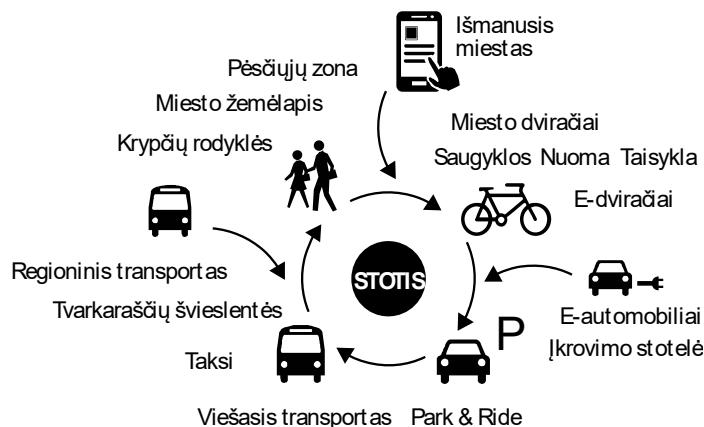 Išmanusis
miestas
Pėsčiųjų zona
Miesto žemėlapis
Krypčių rodyklės
Miesto dviračiai
Saugyklos Nuoma Taisykla
E-dviračiai
STOTIS
Regioninis transportas
Tvarkaraščių švieslentės
Taksi
P
E-automobiliai
Įkrovimo stotelė
Viešasis transportas Park & Ride